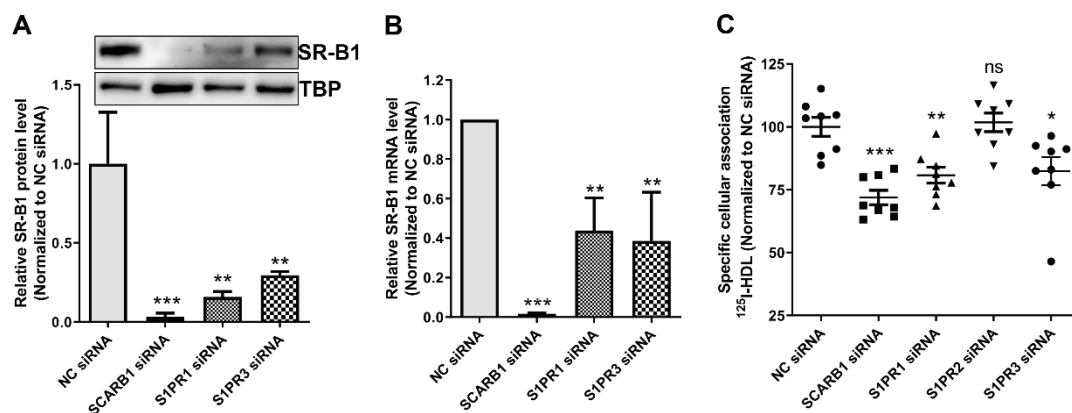 A
SR-B1
TBP
Relative SR-B1 protein level
(Normalized to NC siRNA)
1.5
1.0
0.5
0.0
***
**
**
NC siRNA
SCARB1 siRNA
S1PR1 siRNA
S1PR3 siRNA
B
Relative SR-B1 mRNA level
(Normalized to NC siRNA)
1.2
1.0
0.8
0.6
0.4
0.2
0.0
***
**
**
NC siRNA
SCARB1 siRNA
S1PR1 siRNA
S1PR3 siRNA
C
Specific cellular association
125I-HDL (Normalized to NC siRNA)
125
100
75
50
25
***
**
ns
*
NC siRNA
SCARB1 siRNA
S1PR1 siRNA
S1PR2 siRNA
S1PR3 siRNA